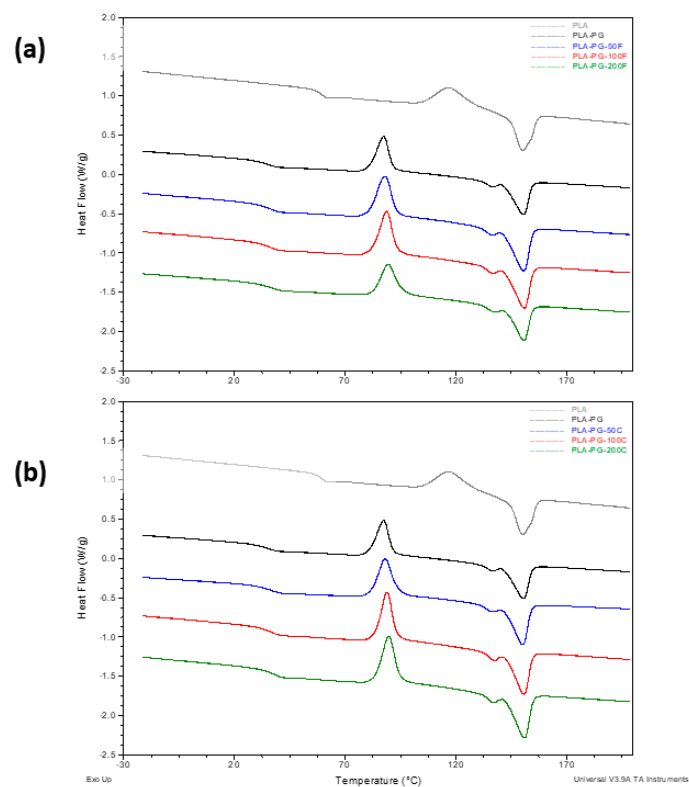 (a)
2.0
1.5
1.0
0.5
0.0
-0.5
-1.0
-1.5
-2.0
-2.5
Heat Flow (W/g)
PLA
PLA-PG
PLA-PG-50F
PLA-PG-100F
PLA-PG-200F
-30
20
70
120
170
(b)
2.0
1.5
1.0
0.5
0.0
-0.5
-1.0
-1.5
-2.0
-2.5
Heat Flow (W/g)
PLA
PLA-PG
PLA-PG-50C
PLA-PG-100C
PLA-PG-200C
-30
20
70
120
170
Exo Up
Temperature (°C)
Universal V3.9A TA Instruments